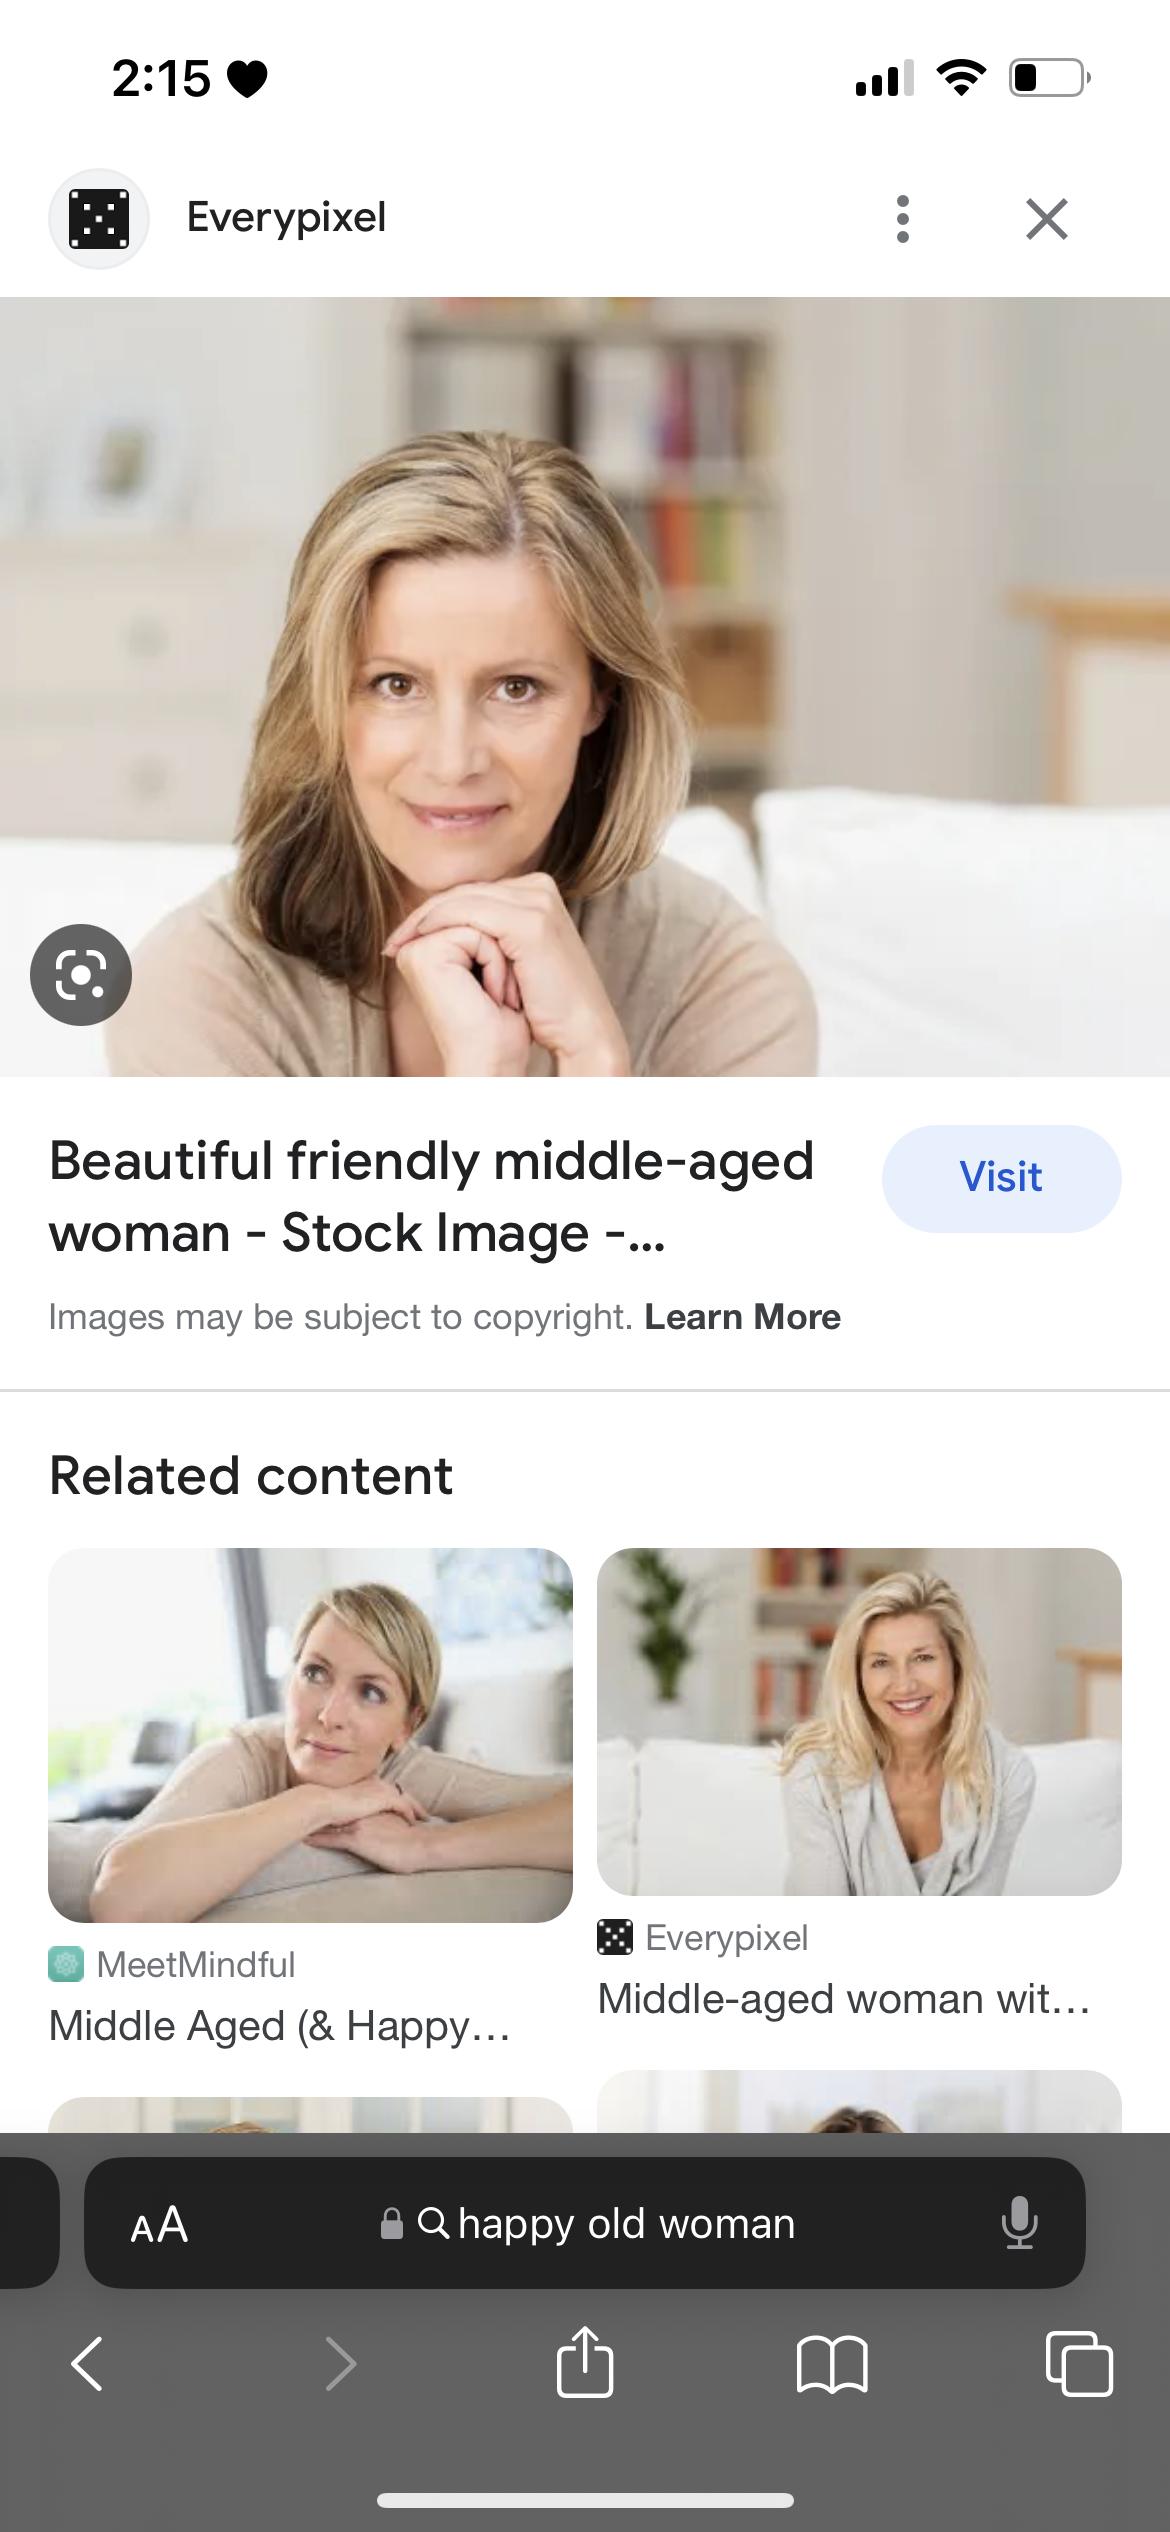 2:15
Everypixel
Beautiful friendly middle-aged
woman - Stock Image -...
Visit
Images may be subject to copyright. Learn More
Related content
MeetMindful
Middle Aged (& Happy...
Everypixel
Middle-aged woman wit...
AA
happy old woman